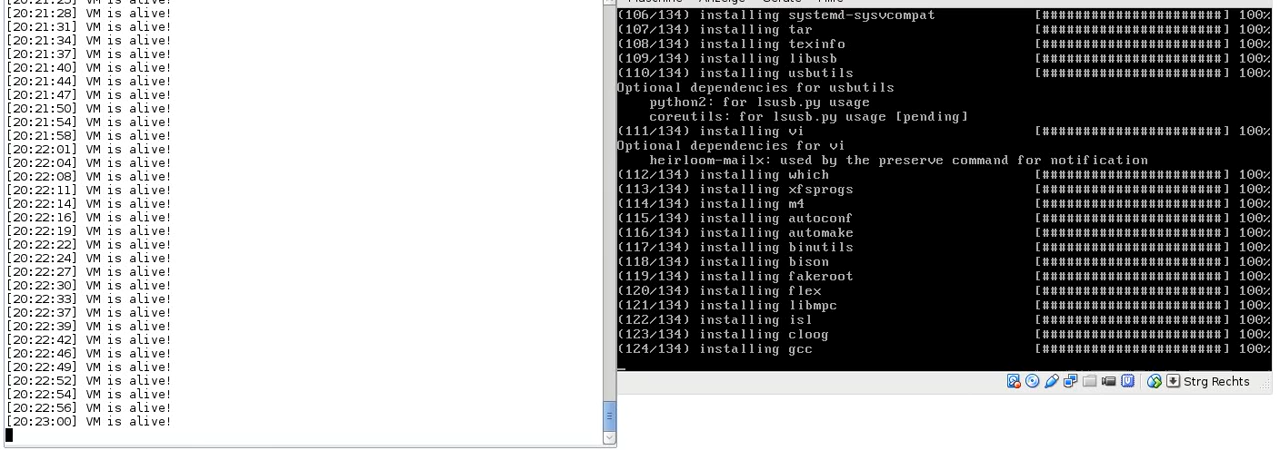 [20:21:25] VM is alive!
[20:21:28] VM is alive!
[20:21:31] VM is alive!
[20:21:34] VM is alive!
[20:21:37] VM is alive!
[20:21:40] VM is alive!
[20:21:44] VM is alive!
[20:21:47] VM is alive!
[20:21:50] VM is alive!
[20:21:54] VM is alive!
[20:21:58] VM is alive!
[20:22:01] VM is alive!
[20:22:04] VM is alive!
[20:22:08] VM is alive!
[20:22:11] VM is alive!
[20:22:14] VM is alive!
[20:22:16] VM is alive!
[20:22:19] VM is alive!
[20:22:22] VM is alive!
[20:22:24] VM is alive!
[20:22:27] VM is alive!
[20:22:30] VM is alive!
[20:22:33] VM is alive!
[20:22:37] VM is alive!
[20:22:39] VM is alive!
[20:22:42] VM is alive!
[20:22:46] VM is alive!
[20:22:49] VM is alive!
[20:22:52] VM is alive!
[20:22:54] VM is alive!
[20:22:56] VM is alive!
[20:23:00] VM is alive!
Maschine Anzeige Geräte Hilfe
(106/134) installing systemd-sysvcompat [######################] 100%
(107/134) installing tar [######################] 100%
(108/134) installing texinfo [######################] 100%
(109/134) installing libusb [######################] 100%
(110/134) installing usbutils [######################] 100%
Optional dependencies for usbutils
python2: for lsusb.py usage
coreutils: for lsusb.py usage [pending]
(111/134) installing vi [######################] 100%
Optional dependencies for vi
heirloom-mailx: used by the preserve command for notification
(112/134) installing which [######################] 100%
(113/134) installing xfsprogs [######################] 100%
(114/134) installing m4 [######################] 100%
(115/134) installing autoconf [######################] 100%
(116/134) installing automake [######################] 100%
(117/134) installing binutils [######################] 100%
(118/134) installing bison [######################] 100%
(119/134) installing fakeroot [######################] 100%
(120/134) installing flex [######################] 100%
(121/134) installing libmpc [######################] 100%
(122/134) installing isl [######################] 100%
(123/134) installing cloog [######################] 100%
(124/134) installing gcc [######################] 100%
Strg Rechts